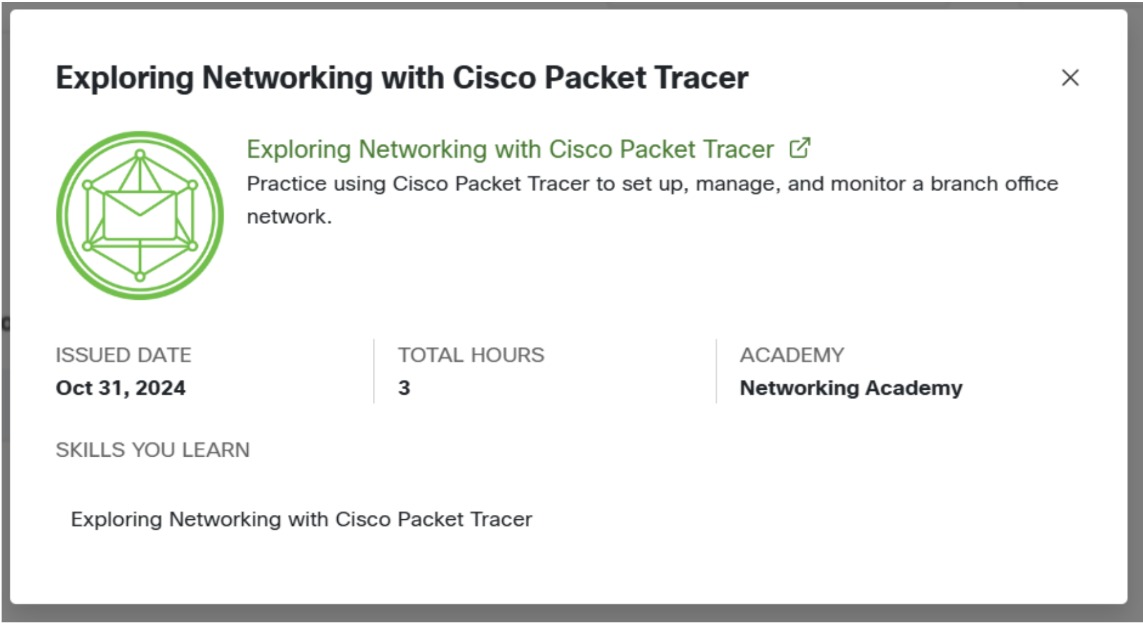 Exploring Networking with Cisco Packet Tracer
Exploring Networking with Cisco Packet Tracer
Practice using Cisco Packet Tracer to set up, manage, and monitor a branch office
network.
ISSUED DATE
TOTAL HOURS
ACADEMY
Oct 31, 2024
3
Networking Academy
SKILLS YOU LEARN
Exploring Networking with Cisco Packet Tracer